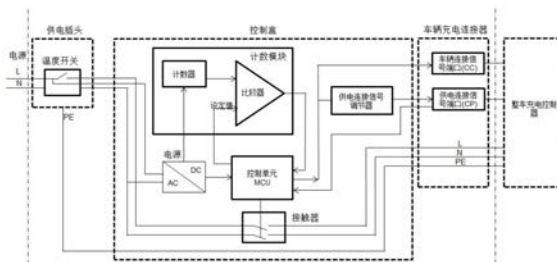 供电插头
控制盒
车辆充电连接器
电源
温度开关
L
N
PE
计数模块
计数器
比较器
设定值
电源
DC
AC
控制单元
MCU
接触器
供电连接信号
调节器
车辆连接信
号端口(CC)
供电连接信
号端口(CP)
L
N
PE
整车充电控制
器